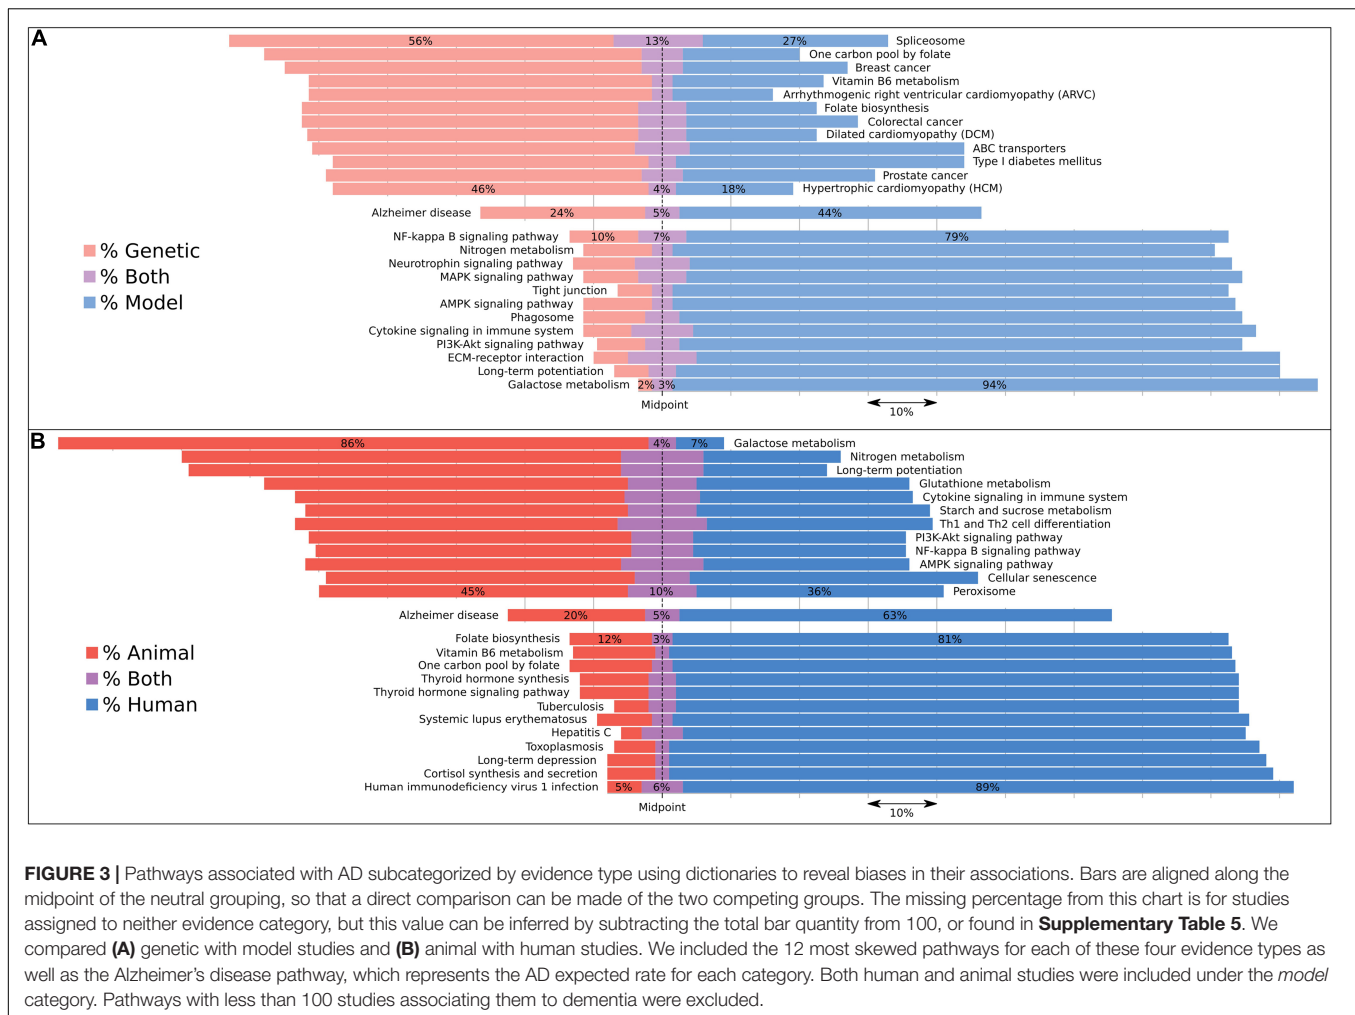 A
56% 13% 27% Spliceosome
One carbon pool by folate
Breast cancer
Vitamin B6 metabolism
Arrhythmogenic right ventricular cardiomyopathy (ARVC)
Folate biosynthesis
Colorectal cancer
Dilated cardiomyopathy (DCM)
ABC transporters
Type I diabetes mellitus
Prostate cancer
46% 4% 18% Hypertrophic cardiomyopathy (HCM)
Alzheimer disease 24% 5% 44%
NF-kappa B signaling pathway 10% 7% 79%
Nitrogen metabolism
Neurotrophin signaling pathway
MAPK signaling pathway
Tight junction
AMPK signaling pathway
Phagosome
Cytokine signaling in immune system
PI3K-Akt signaling pathway
ECM-receptor interaction
Long-term potentiation
Galactose metabolism 2% 3% 94%
% Genetic
% Both
% Model
Midpoint
10%
B
86% 4% 7% Galactose metabolism
Nitrogen metabolism
Long-term potentiation
Glutathione metabolism
Cytokine signaling in immune system
Starch and sucrose metabolism
Th1 and Th2 cell differentiation
PI3K-Akt signaling pathway
NF-kappa B signaling pathway
AMPK signaling pathway
Cellular senescence
45% 10% 36% Peroxisome
Alzheimer disease 20% 5% 63%
Folate biosynthesis 12% 3% 81%
Vitamin B6 metabolism
One carbon pool by folate
Thyroid hormone synthesis
Thyroid hormone signaling pathway
Tuberculosis
Systemic lupus erythematosus
Hepatitis C
Toxoplasmosis
Long-term depression
Cortisol synthesis and secretion
Human immunodeficiency virus 1 infection 5% 6% 89%
% Animal
% Both
% Human
Midpoint
10%
FIGURE 3 | Pathways associated with AD subcategorized by evidence type using dictionaries to reveal biases in their associations. Bars are aligned along the
midpoint of the neutral grouping, so that a direct comparison can be made of the two competing groups. The missing percentage from this chart is for studies
assigned to neither evidence category, but this value can be inferred by subtracting the total bar quantity from 100, or found in Supplementary Table 5. We
compared (A) genetic with model studies and (B) animal with human studies. We included the 12 most skewed pathways for each of these four evidence types as
well as the Alzheimer's disease pathway, which represents the AD expected rate for each category. Both human and animal studies were included under the model
category. Pathways with less than 100 studies associating them to dementia were excluded.